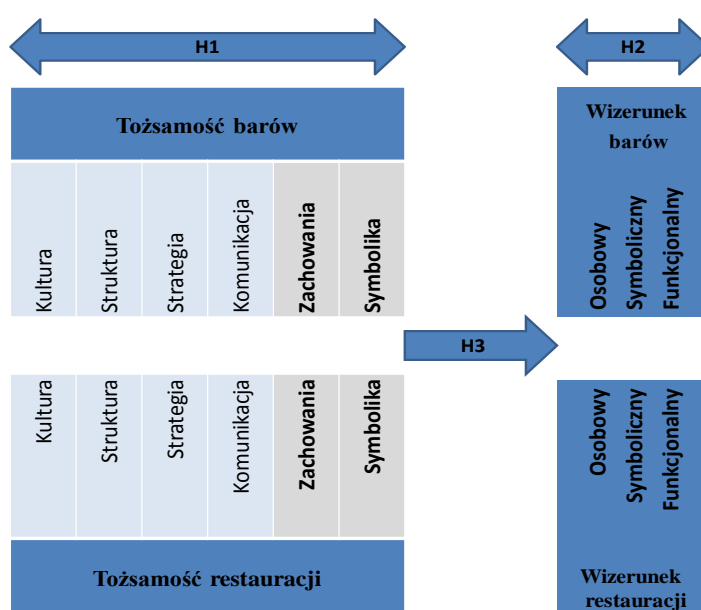 H1
H2
Tożsamość barów
Wizerunek
barów
Kultura
Struktura
Strategia
Komunikacja
Zachowania
Symbolika
Osobowy
Symboliczny
Funkcjonalny
H3
Kultura
Struktura
Strategia
Komunikacja
Zachowania
Symbolika
Osobowy
Symboliczny
Funkcjonalny
Tożsamość restauracji
Wizerunek
restauracji